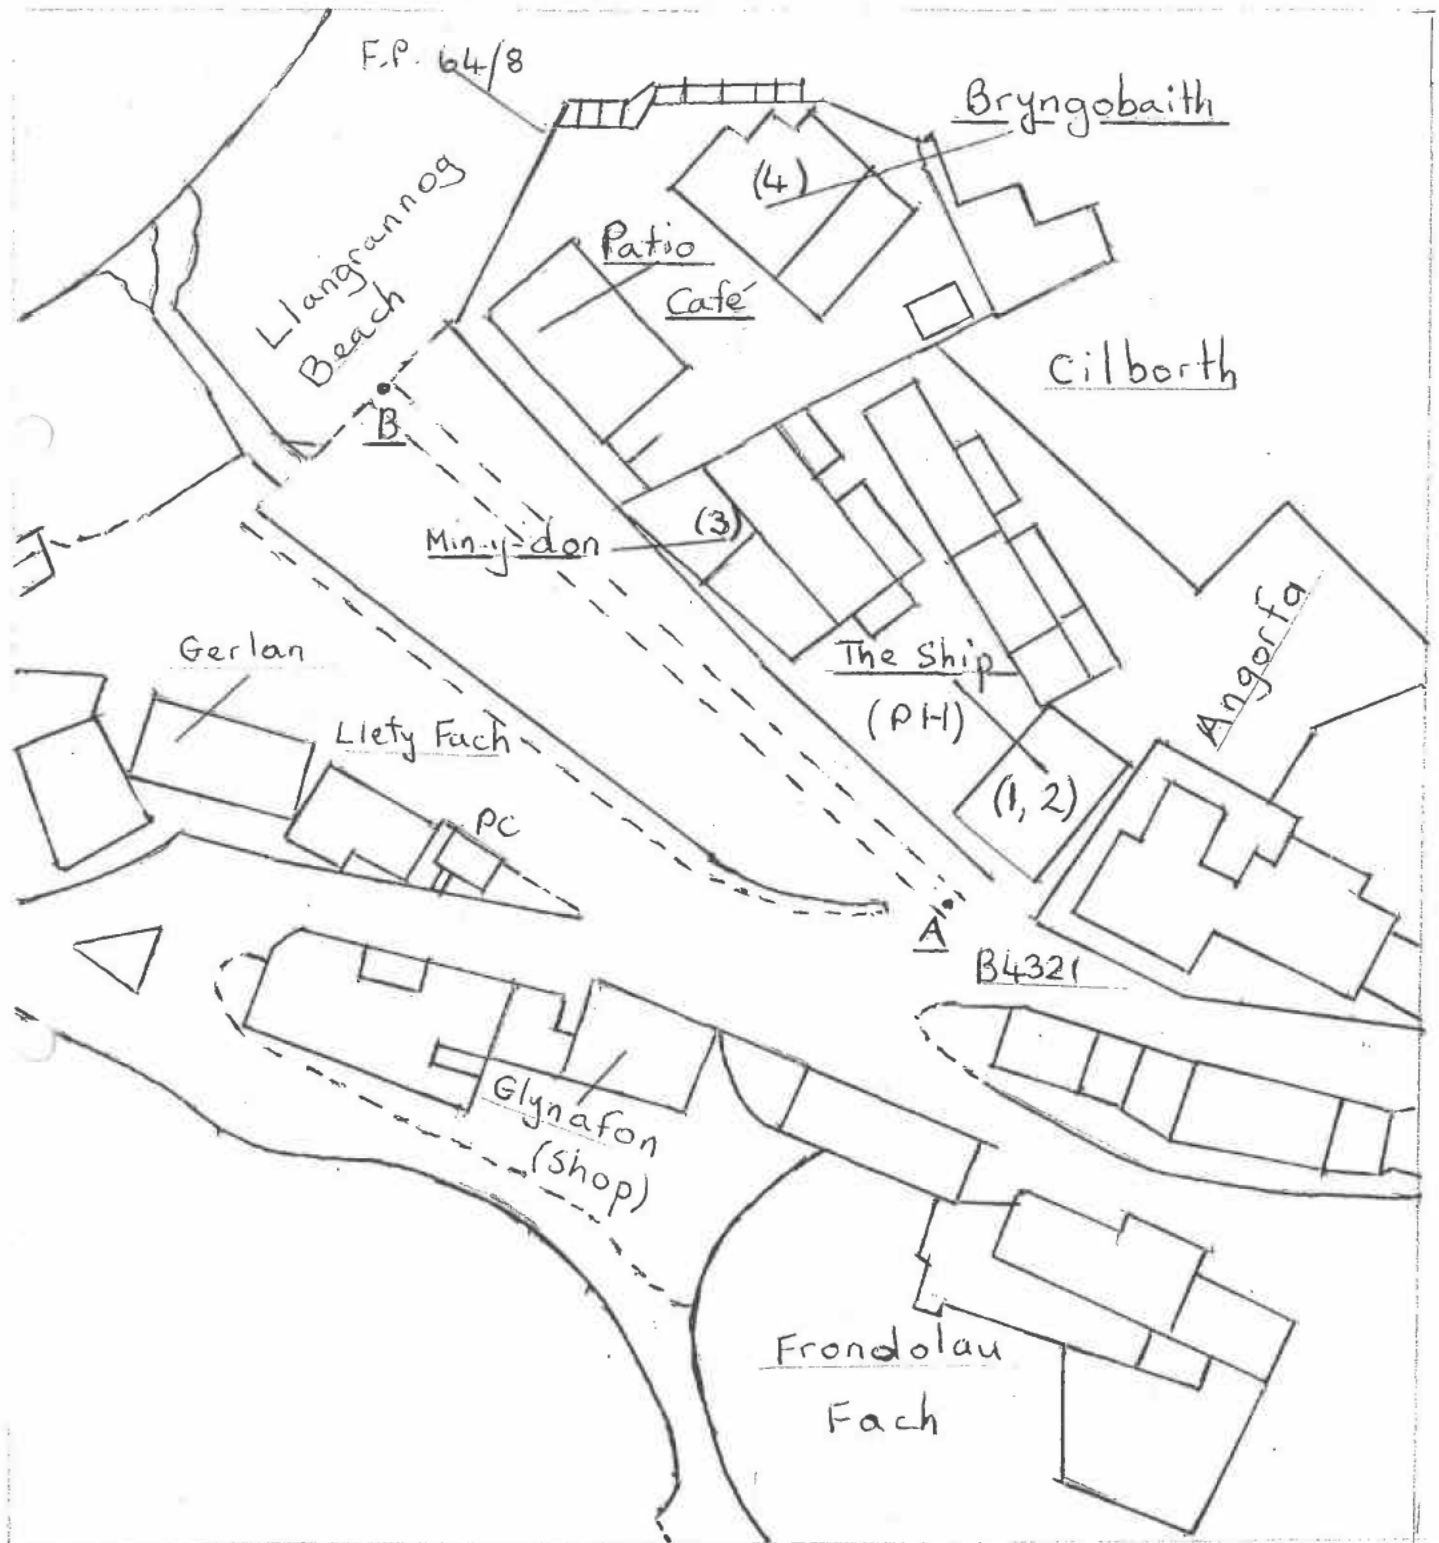 F.P. 64/8
Bryngobaith
(4)
Llangrannog
Beach
Patio
Café
Cilborth
B
(3)
Min-y-don
Angorfa
Gerlan
The Ship
(PH)
Llety Fach
(1, 2)
PC
A
B4321
Glynafon
(Shop)
Frondolau
Fach